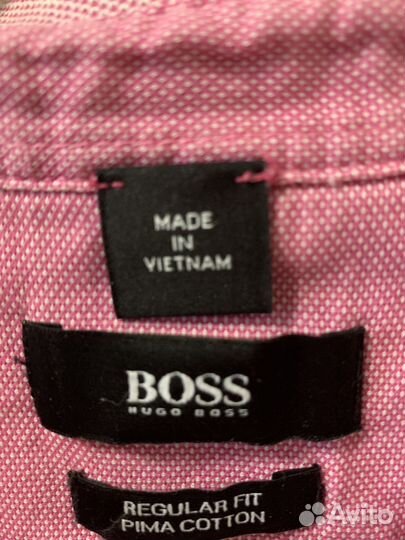 MADE
IN
VIETNAM
BOSS
HUGO BOSS
REGULAR FIT
PIMA COTTON
Avito